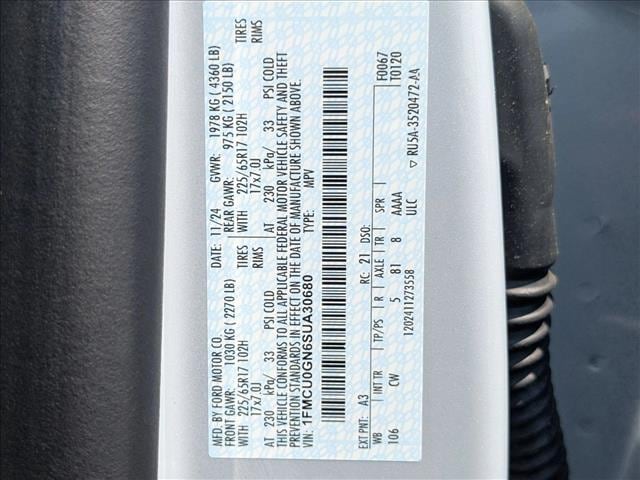 MFD. BY FORD MOTOR CO.
DATE: 11/24 GVWR: 1978 KG ( 4360 LB)
FRONT GAWR: 1030 KG (2270 LB) REAR GAWR: 975 KG ( 2150 LB)
WITH 225/65R17 102H TIRES WITH 225/65R17 102H TIRES
17x7.0J RIMS 17x7.0J RIMS
AT 230 kPa/ 33 PSI COLD AT 230 kPa/ 33 PSI COLD
THIS VEHICLE CONFORMS TO ALL APPLICABLE FEDERAL MOTOR VEHICLE SAFETY AND THEFT
PREVENTION STANDARDS IN EFFECT ON THE DATE OF MANUFACTURE SHOWN ABOVE.
VIN: 1FMCU0GN6SUA30680 TYPE: MPV
F0067
T0120
EXT PNT: A3 RC: 21 DSO:
WB INT TR TP/PS R AXLE TR SPR
106 CW 5 B1 8 AAAA
ULC
1202411273558 ▽ RU5A-3520472-AA